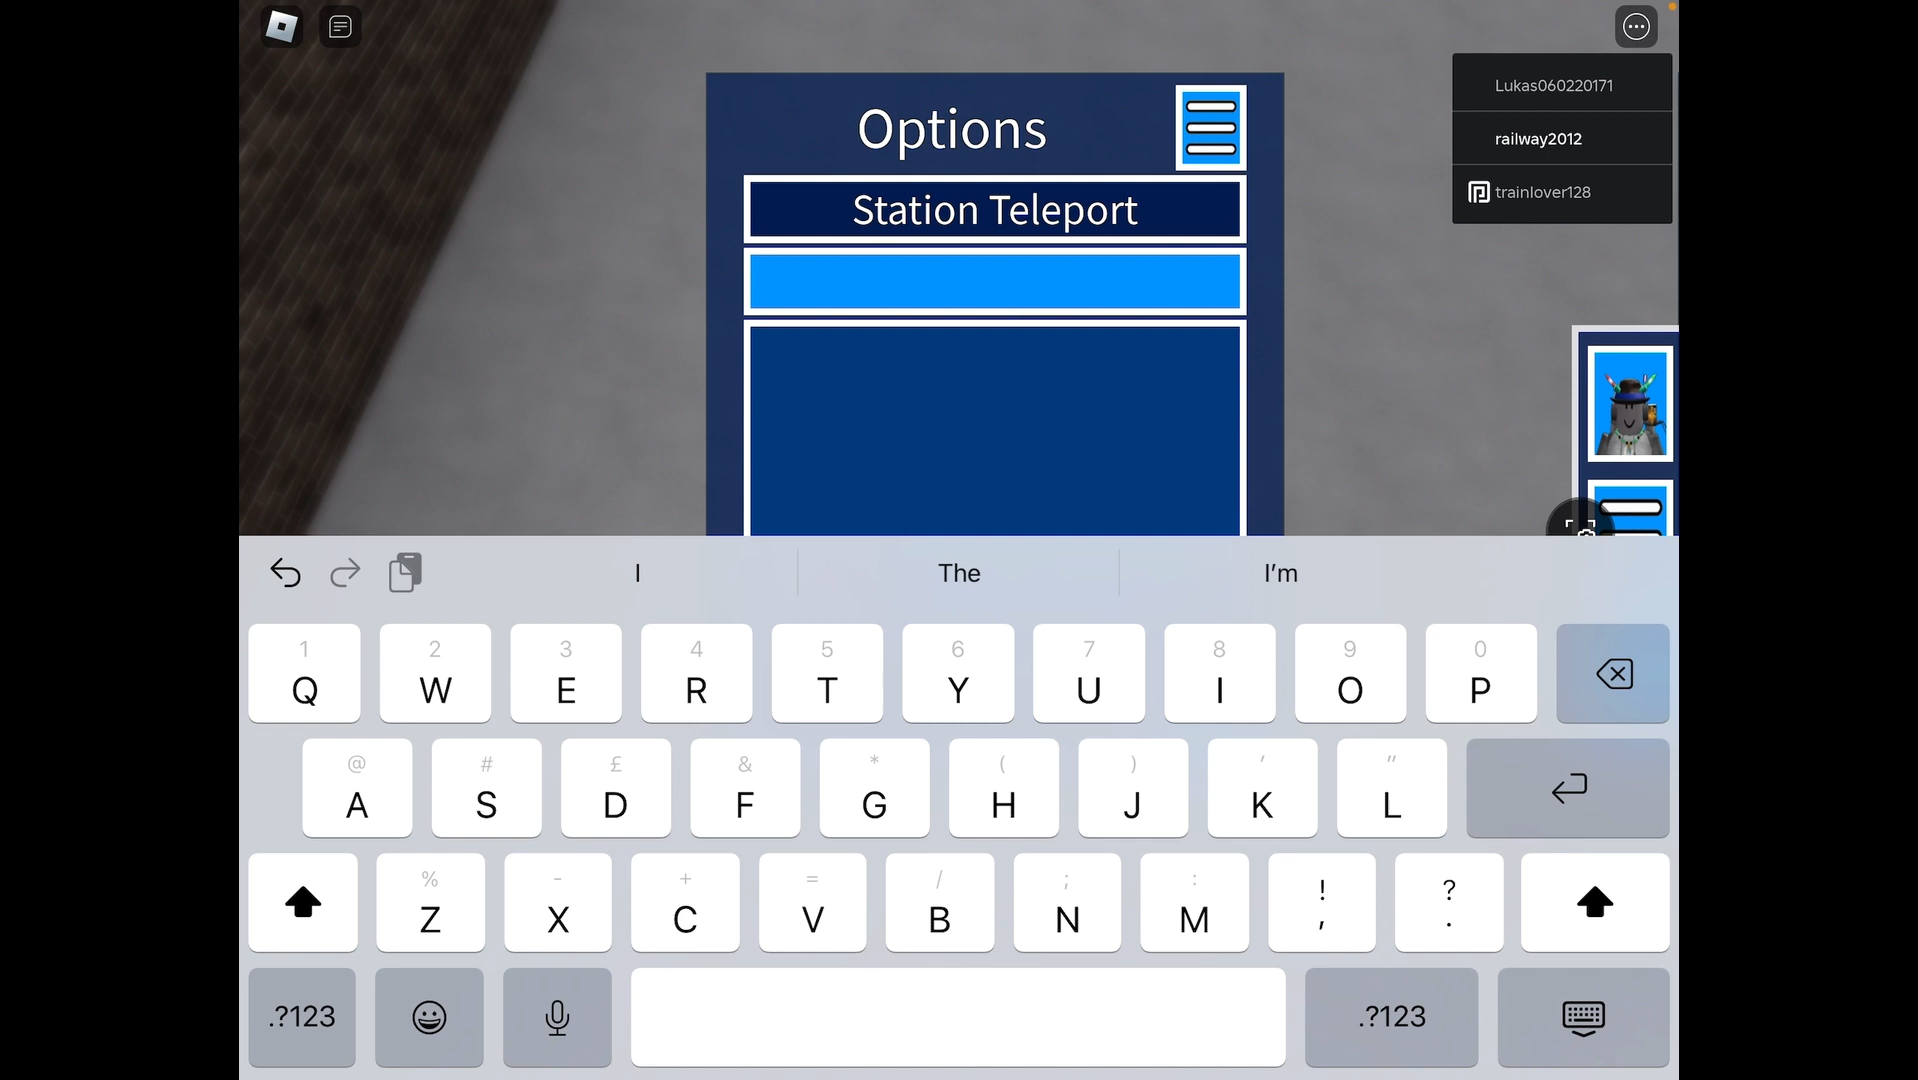 Options
Station Teleport
Lukas060220171
railway2012
trainlover128
I The I'm
1 2 3 4 5 6 7 8 9 0
Q W E R T Y U I O P
@ # £ & * ( ) ' "
A S D F G H J K L
% - + = / ; : ! ?
Z X C V B N M , .
.?123 .?123